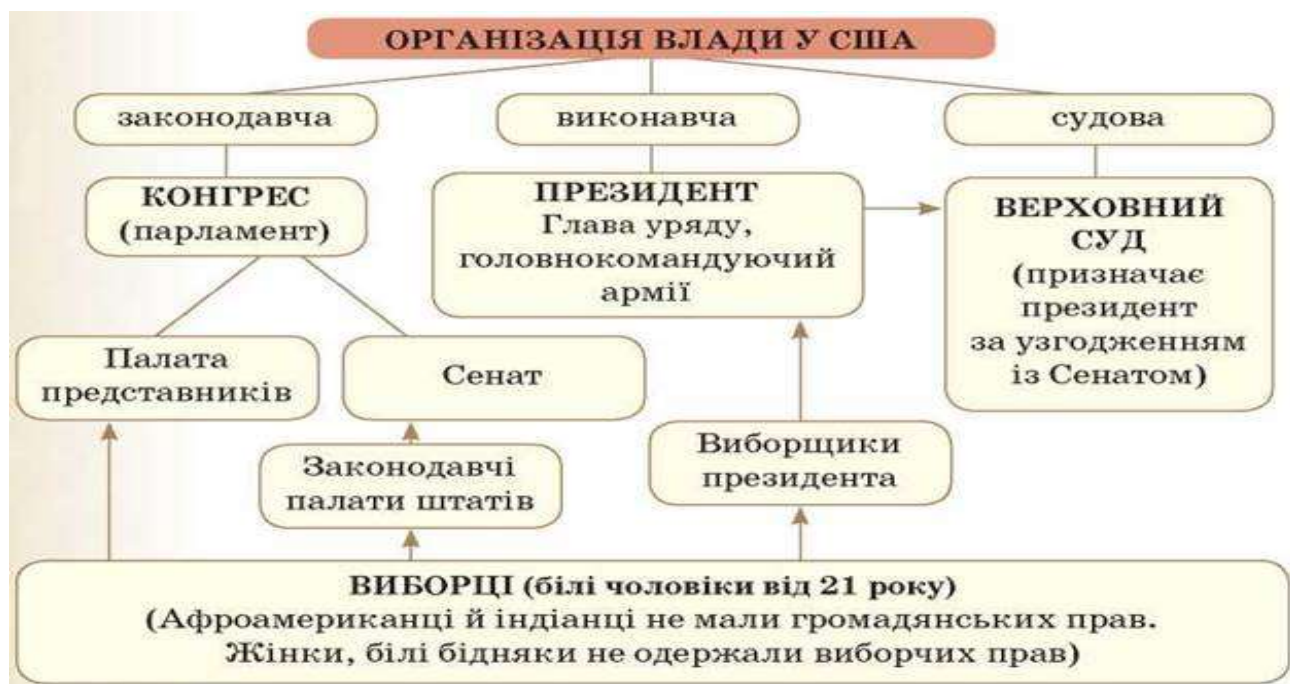 ОРГАНІЗАЦІЯ ВЛАДИ У США
законодавча
виконавча
судова
КОНГРЕС
(парламент)
ПРЕЗИДЕНТ
Глава уряду,
головнокомандуючий
армії
ВЕРХОВНИЙ
СУД
(призначає
президент
за узгодженням
із Сенатом)
Палата
представників
Сенат
Законодавчі
палати штатів
Виборщики
президента
ВИБОРЦІ (білі чоловіки від 21 року)
(Афроамериканці й індіанці не мали громадянських прав.
Жінки, білі бідняки не одержали виборчих прав)